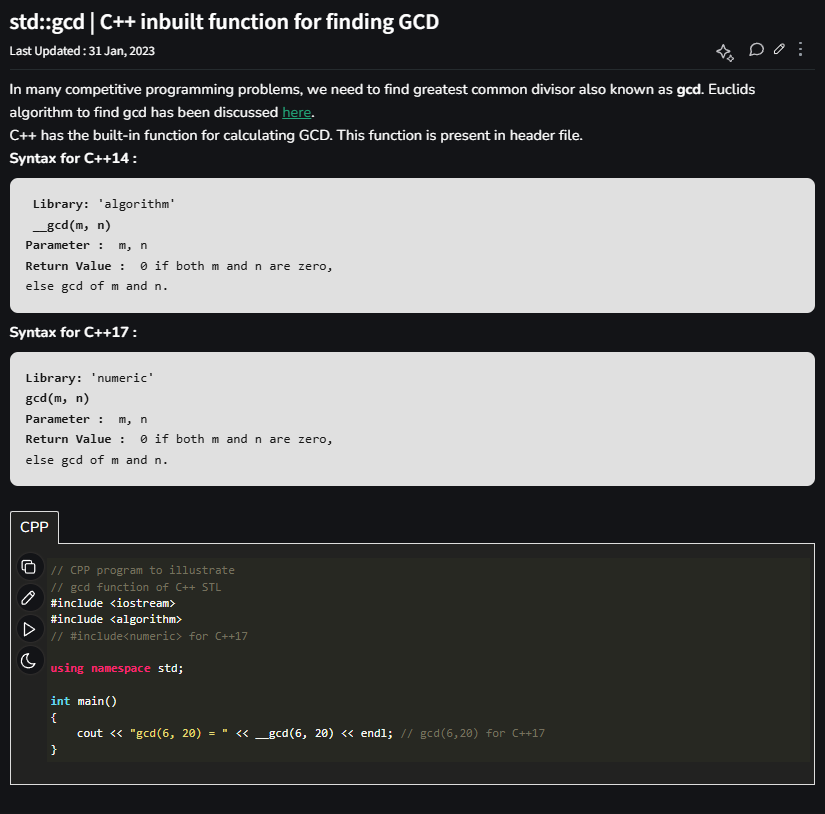 std::gcd | C++ inbuilt function for finding GCD
Last Updated : 31 Jan, 2023
In many competitive programming problems, we need to find greatest common divisor also known as gcd. Euclids
algorithm to find gcd has been discussed here.
C++ has the built-in function for calculating GCD. This function is present in header file.
Syntax for C++14 :
Library: 'algorithm'
__gcd(m, n)
Parameter :  m, n
Return Value :  0 if both m and n are zero,
else gcd of m and n.
Syntax for C++17 :
Library: 'numeric'
gcd(m, n)
Parameter :  m, n
Return Value :  0 if both m and n are zero,
else gcd of m and n.
CPP
// CPP program to illustrate
// gcd function of C++ STL
#include <iostream>
#include <algorithm>
// #include<numeric> for C++17
using namespace std;
int main()
{
    cout << "gcd(6, 20) = " << __gcd(6, 20) << endl; // gcd(6,20) for C++17
}